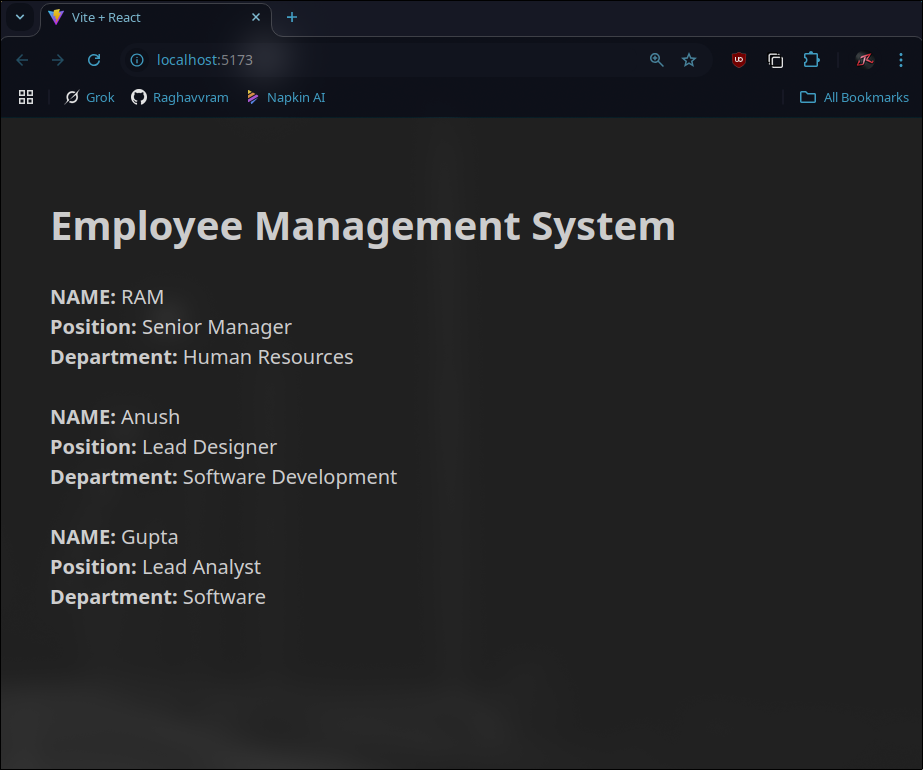 Vite + React
localhost:5173
Grok
Raghavvram
Napkin AI
All Bookmarks
Employee Management System
NAME: RAM
Position: Senior Manager
Department: Human Resources
NAME: Anush
Position: Lead Designer
Department: Software Development
NAME: Gupta
Position: Lead Analyst
Department: Software